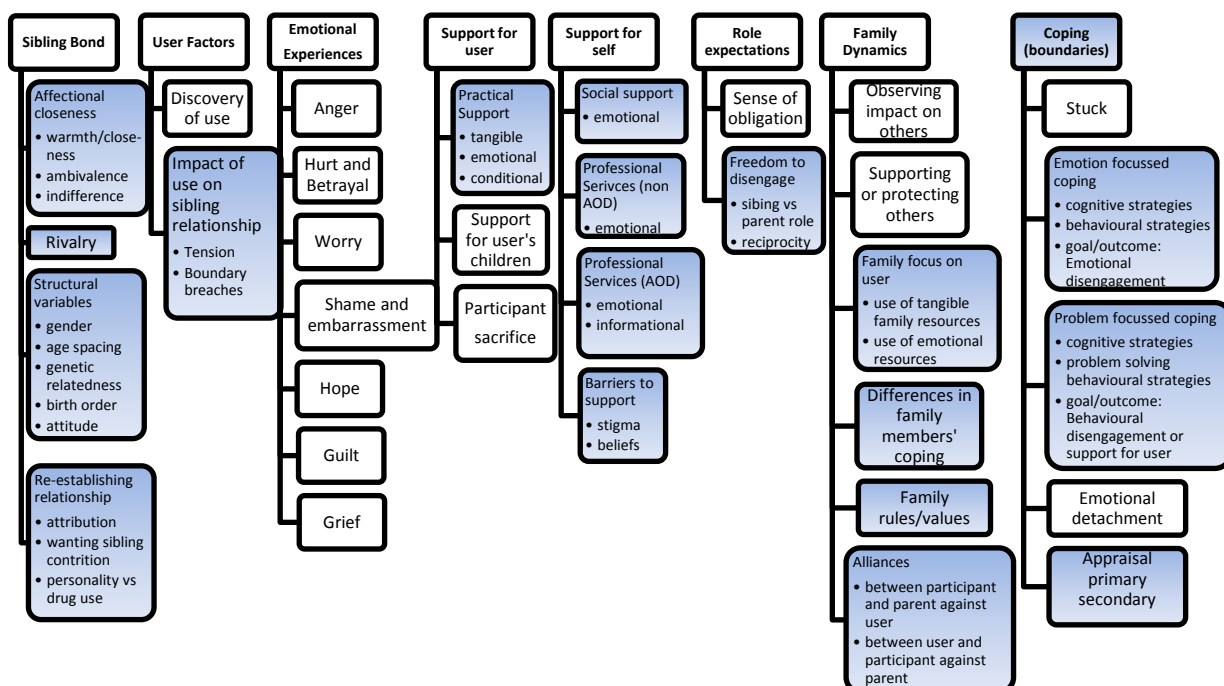 Sibling Bond
Affectional
closeness
• warmth/close-
ness
• ambivalence
• indifference
Rivalry
Structural
variables
• gender
• age spacing
• genetic
relatedness
• birth order
• attitude
Re-establishing
relationship
• attribution
• wanting sibling
contrition
• personality vs
drug use
User Factors
Discovery
of use
Impact of
use on
sibling
relationship
• Tension
• Boundary
breaches
Emotional
Experiences
Anger
Hurt and
Betrayal
Worry
Shame and
embarrassment
Hope
Guilt
Grief
Support for
user
Practical
Support
• tangible
• emotional
• conditional
Support
for user's
children
Participant
sacrifice
Support for
self
Social support
• emotional
Professional
Serivces (non
AOD)
• emotional
Professional
Services (AOD)
• emotional
• informational
Barriers to
support
• stigma
• beliefs
Role
expectations
Sense of
obligation
Freedom to
disengage
• sibing vs
parent role
• reciprocity
Family
Dynamics
Observing
impact on
others
Supporting
or protecting
others
Family focus on
user
• use of tangible
family resources
• use of emotional
resources
Differences in
family
members'
coping
Family
rules/values
Alliances
• between participant
and parent against
user
• between user and
participant against
parent
Coping
(boundaries)
Stuck
Emotion focussed
coping
• cognitive strategies
• behavioural strategies
• goal/outcome:
Emotional
disengagement
Problem focussed coping
• cognitive strategies
• problem solving
behavioural strategies
• goal/outcome:
Behavioural
disengagement or
support for user
Emotional
detachment
Appraisal
primary
secondary